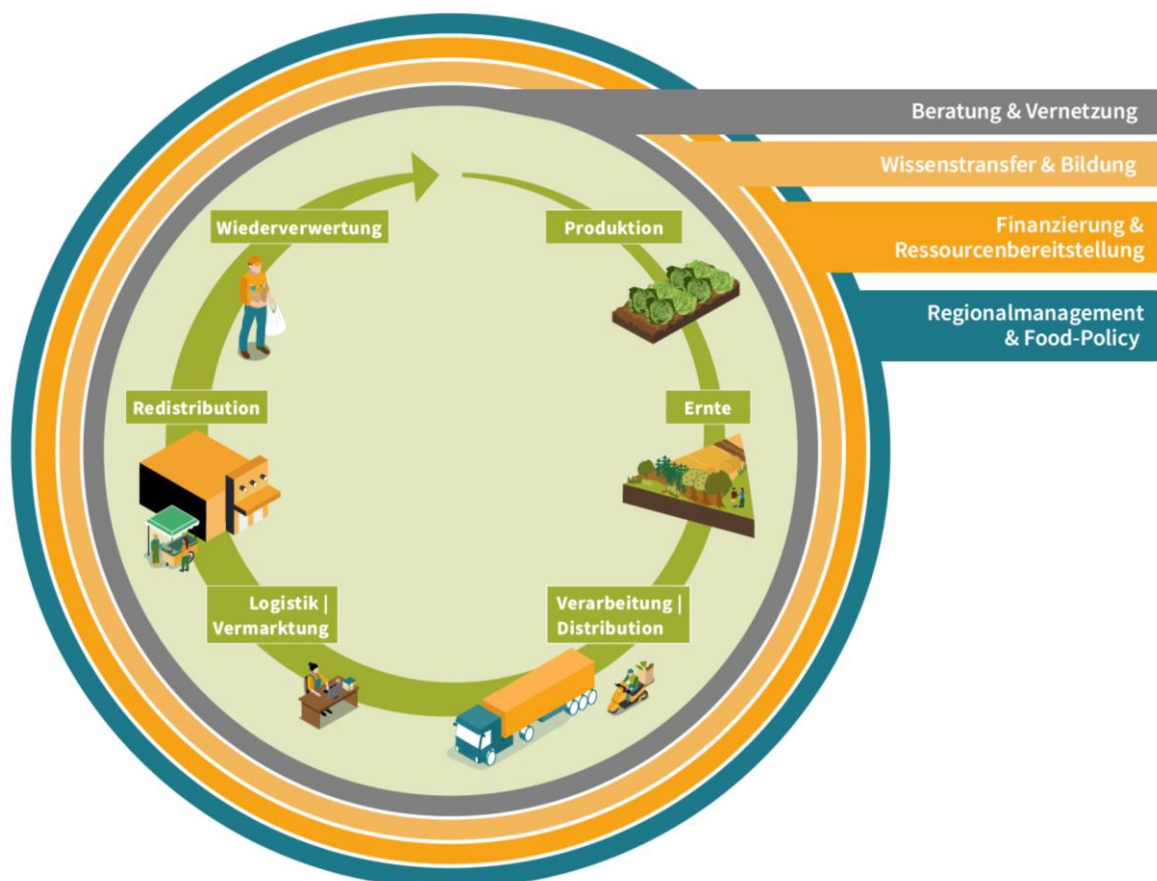 Beratung & Vernetzung
Wissenstransfer & Bildung
Finanzierung &
Ressourcenbereitstellung
Regionalmanagement
& Food-Policy
Produktion
Ernte
Verarbeitung |
Distribution
Logistik |
Vermarktung
Redistribution
Wiederverwertung